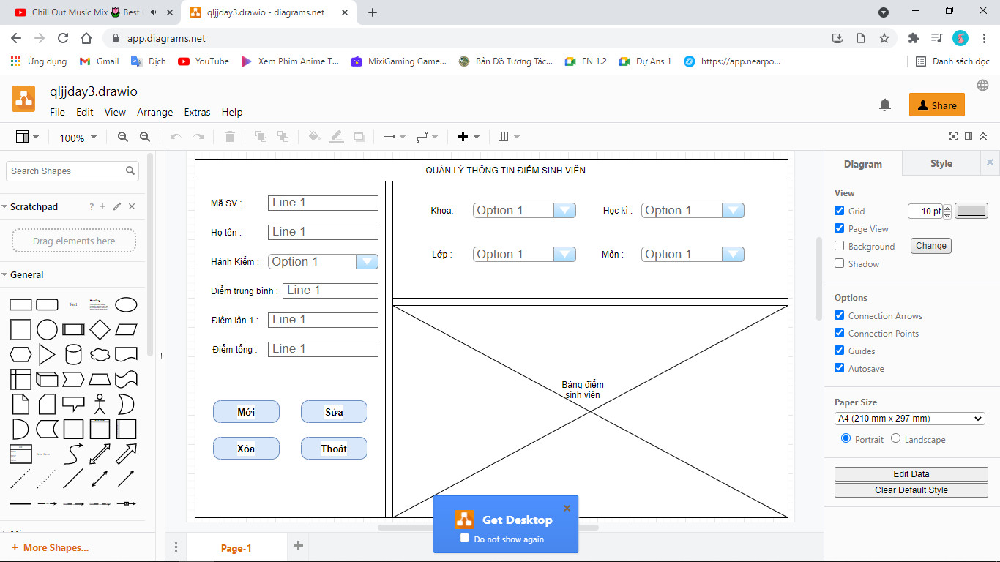 Chill Out Music Mix 🌷 Best
qljjday3.drawio - diagrams.net
app.diagrams.net
Ứng dụng
Gmail
Dịch
YouTube
Xem Phim Anime T...
MixiGaming Game...
Bản Đồ Tương Tác...
EN 1.2
Dự Ans 1
https://app.nearpo...
Danh sách đọc
qljjday3.drawio
File Edit View Arrange Extras Help
Share
100%
Search Shapes
Scratchpad
?
Drag elements here
General
Text
Heading
More Shapes...
QUẢN LÝ THÔNG TIN ĐIỂM SINH VIÊN
Mã SV : Line 1
Họ tên : Line 1
Hành Kiểm : Option 1
Điểm trung bình : Line 1
Điểm lần 1 : Line 1
Điểm tổng : Line 1
Mới Sửa
Xóa Thoát
Khoa: Option 1 Học kì : Option 1
Lớp : Option 1 Môn : Option 1
Bảng điểm
sinh viên
Get Desktop
Do not show again
Page-1
Diagram Style
View
Grid 10 pt
Page View
Background Change
Shadow
Options
Connection Arrows
Connection Points
Guides
Autosave
Paper Size
A4 (210 mm x 297 mm)
Portrait Landscape
Edit Data
Clear Default Style